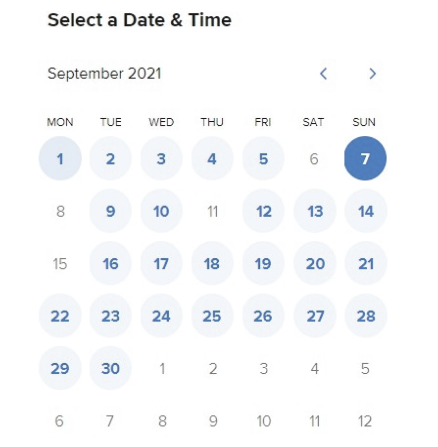 Select a Date & Time
September 2021
MON TUE WED THU FRI SAT SUN
1 2 3 4 5 6 7
8 9 10 11 12 13 14
15 16 17 18 19 20 21
22 23 24 25 26 27 28
29 30 1 2 3 4 5
6 7 8 9 10 11 12